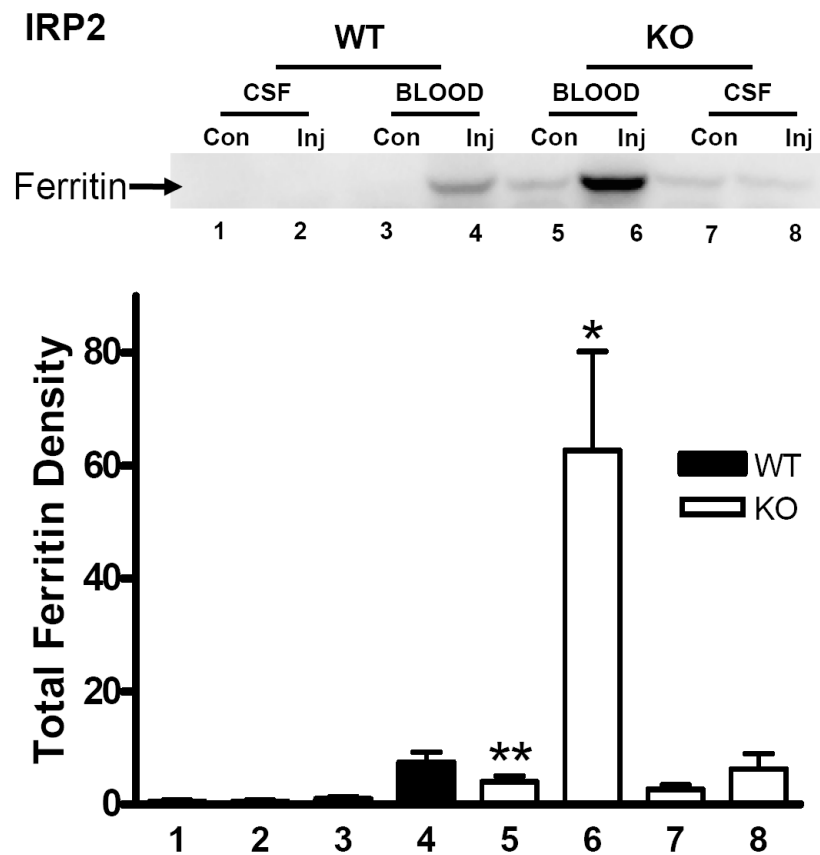 IRP2
WT KO
CSF BLOOD BLOOD CSF
Con Inj Con Inj Con Inj Con Inj
Ferritin
1 2 3 4 5 6 7 8
Total Ferritin Density
80
60
40
20
0
*
**
WT
KO
1 2 3 4 5 6 7 8